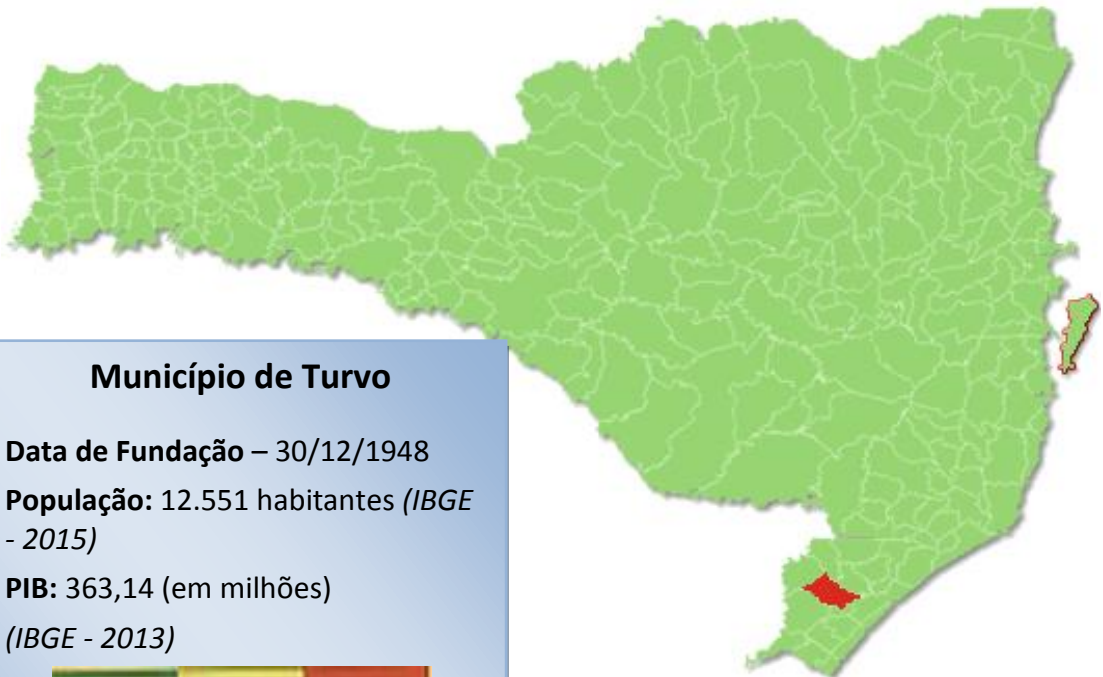 Município de Turvo
Data de Fundação – 30/12/1948
População: 12.551 habitantes (IBGE
- 2015)
PIB: 363,14 (em milhões)
(IBGE - 2013)